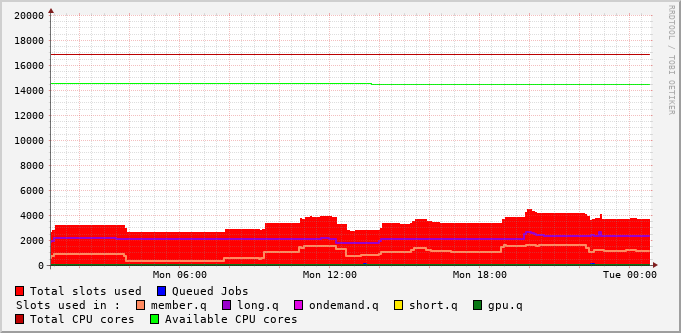 RRDTOOL / TOBI OETIKER
20000
18000
16000
14000
12000
10000
8000
6000
4000
2000
0
Mon 06:00 Mon 12:00 Mon 18:00 Tue 00:00
Total slots used Queued Jobs
Slots used in : member.q long.q ondemand.q short.q gpu.q
Total CPU cores Available CPU cores